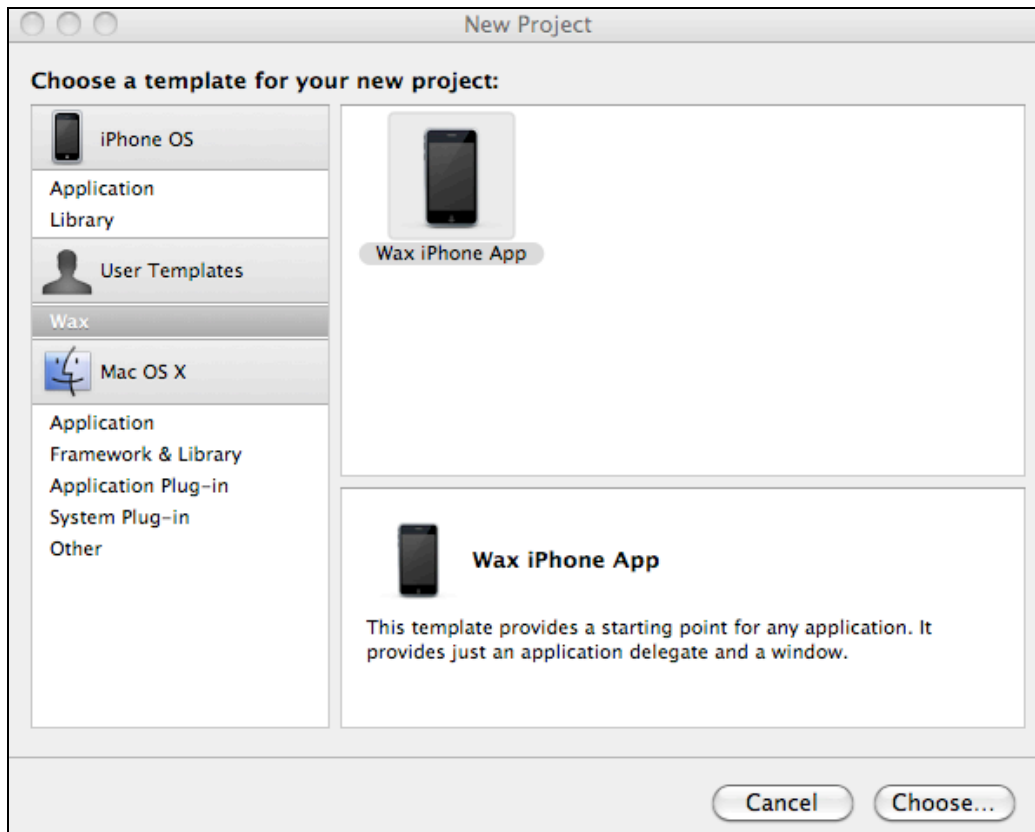 New Project
Choose a template for your new project:
iPhone OS
Application
Library
User Templates
Wax
Mac OS X
Application
Framework & Library
Application Plug-in
System Plug-in
Other
Wax iPhone App
Wax iPhone App
This template provides a starting point for any application. It
provides just an application delegate and a window.
Cancel
Choose...